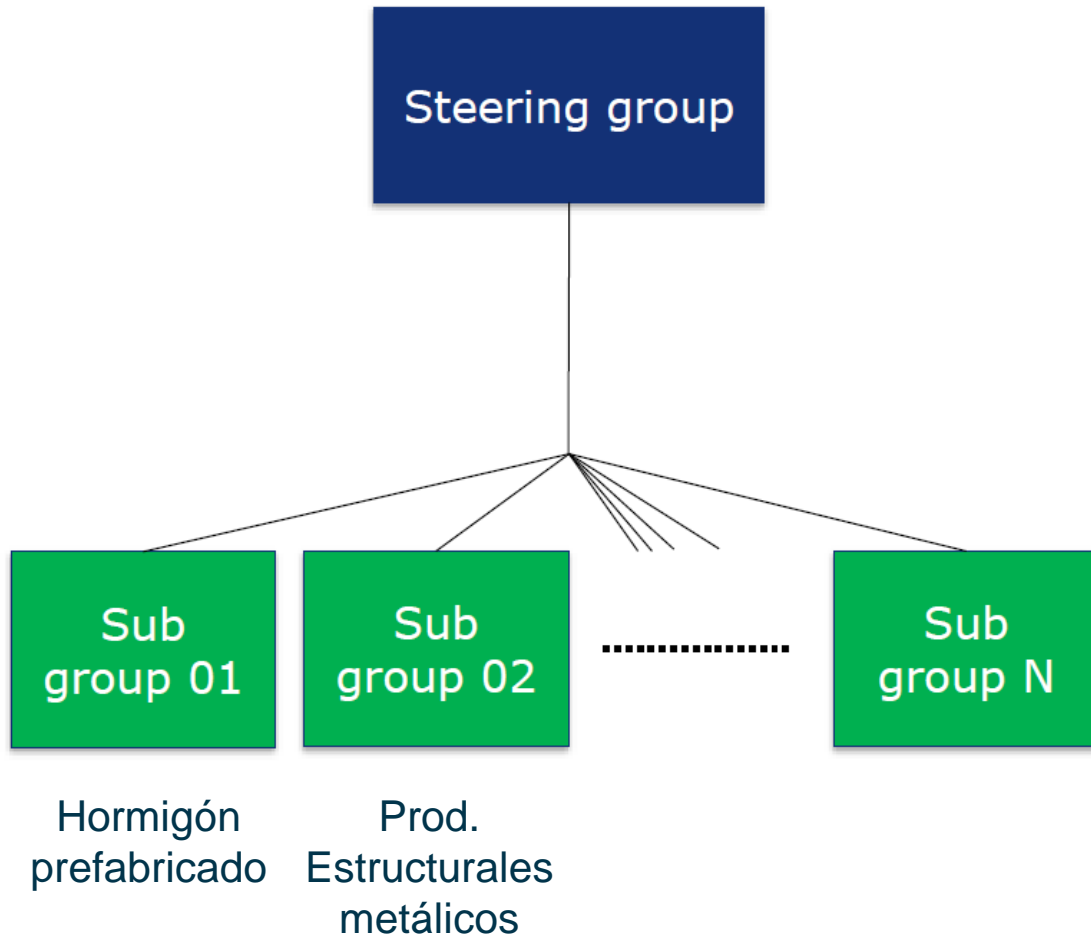 Steering group
Sub
group 01
Sub
group 02
Sub
group N
Hormigón
prefabricado
Prod.
Estructurales
metálicos